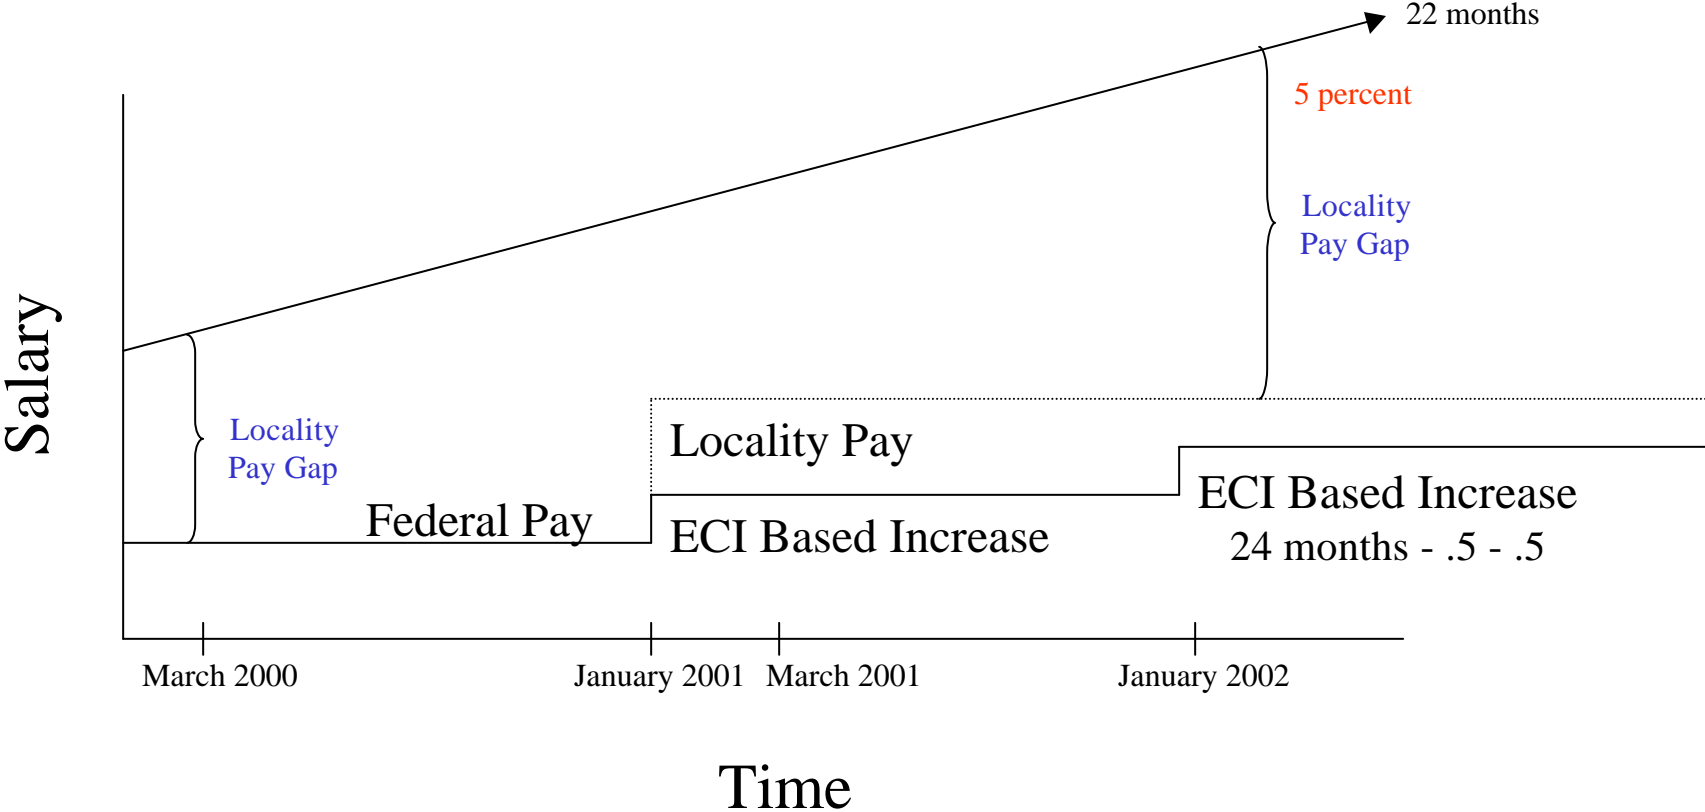 22 months
5 percent
Locality
Pay Gap
Salary
Locality
Pay Gap
Locality Pay
Federal Pay
ECI Based Increase
ECI Based Increase
24 months - .5 - .5
March 2000
January 2001
March 2001
January 2002
Time